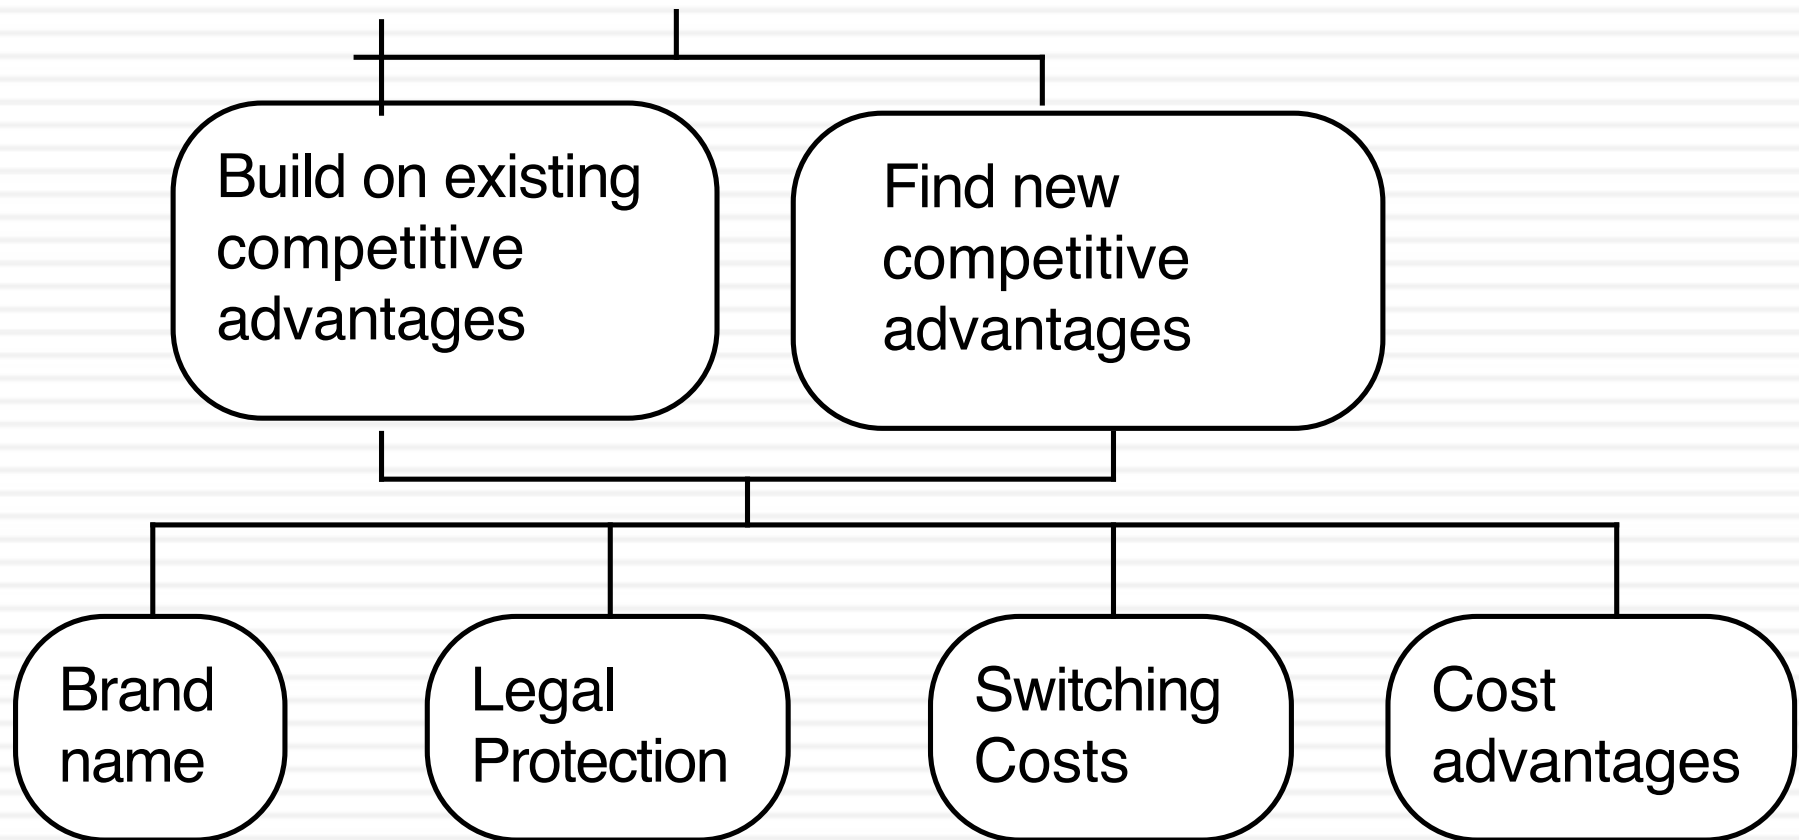 Build on existing
competitive
advantages
Find new
competitive
advantages
Brand
name
Legal
Protection
Switching
Costs
Cost
advantages